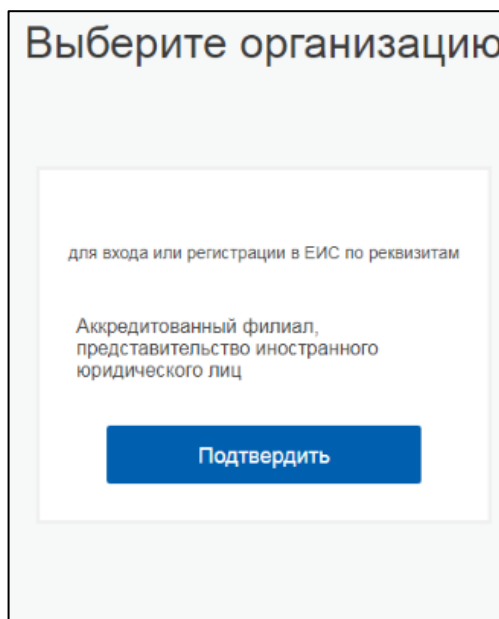 Выберите организацию
для входа или регистрации в ЕИС по реквизитам
Аккредитованный филиал,
представительство иностранного
юридического лиц
Подтвердить